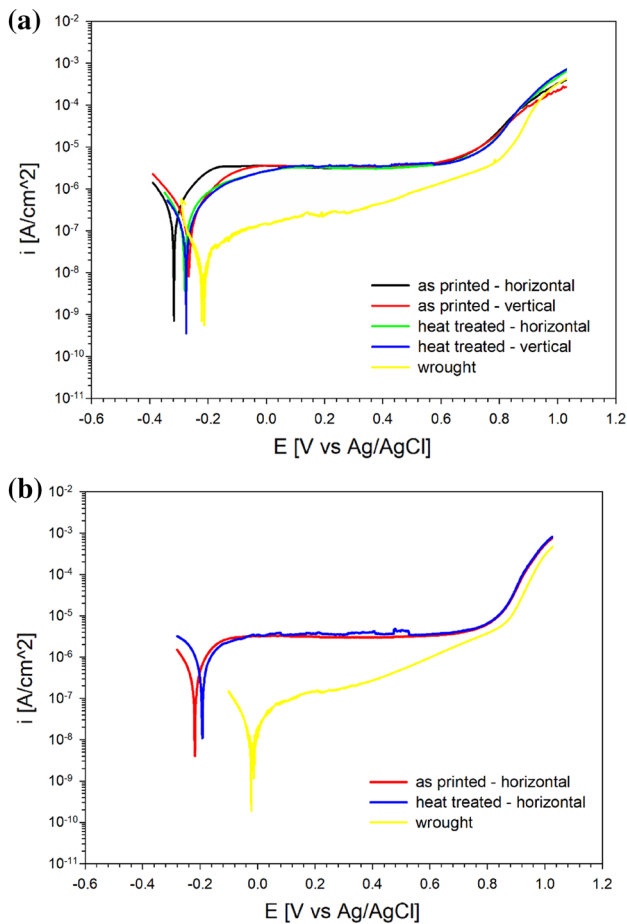 (a)
i [A/cm^2]
10^-2
10^-3
10^-4
10^-5
10^-6
10^-7
10^-8
10^-9
10^-10
10^-11
as printed - horizontal
as printed - vertical
heat treated - horizontal
heat treated - vertical
wrought
-0.6 -0.4 -0.2 0.0 0.2 0.4 0.6 0.8 1.0 1.2
E [V vs Ag/AgCl]
(b)
i [A/cm^2]
10^-2
10^-3
10^-4
10^-5
10^-6
10^-7
10^-8
10^-9
10^-10
10^-11
as printed - horizontal
heat treated - horizontal
wrought
-0.6 -0.4 -0.2 0.0 0.2 0.4 0.6 0.8 1.0 1.2
E [V vs Ag/AgCl]